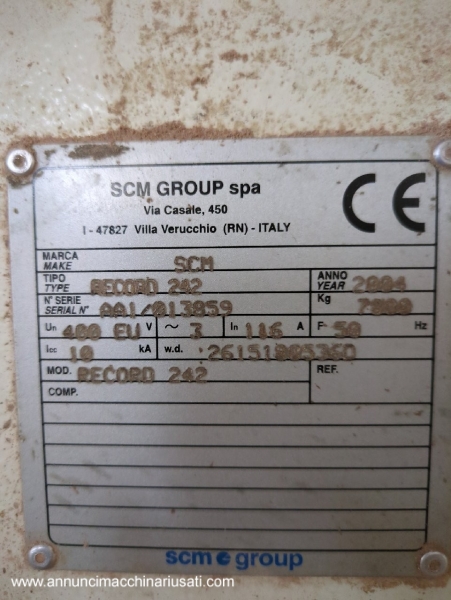 SCM GROUP spa
Via Casale, 450
I - 47827 Villa Verucchio (RN) - ITALY
CE
MARCA
MAKE SCM
TIPO
TYPE RECORD 242 ANNO
YEAR 2004
N° SERIE
SERIAL N° AA1/013859 Kg 7800
Un 400 EU V ~ 3 In 116 A F 50 Hz
Icc 10 kA w.d. 26151005360
MOD. RECORD 242 REF.
COMP.
scm group
www.annuncimacchinariusati.com